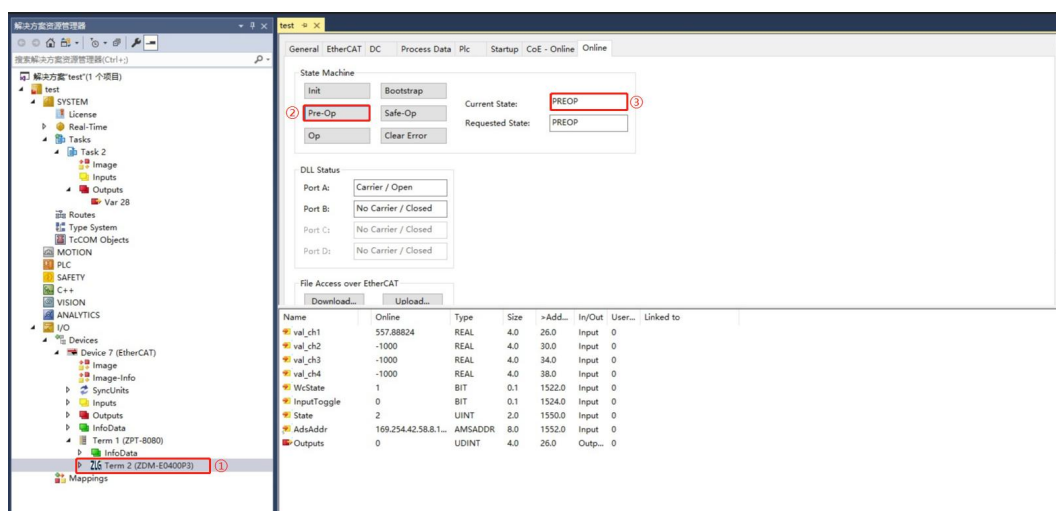 解决方案资源管理器
搜索解决方案资源管理器(Ctrl+;)
解决方案"test"(1 个项目)
test
SYSTEM
License
Real-Time
Tasks
Task 2
Image
Inputs
Outputs
Var 28
Routes
Type System
TcCOM Objects
MOTION
PLC
SAFETY
C++
VISION
ANALYTICS
I/O
Devices
Device 7 (EtherCAT)
Image
Image-Info
SyncUnits
Inputs
Outputs
InfoData
Term 1 (ZPT-8080)
InfoData
ZLG Term 2 (ZDM-E0400P3) ①
Mappings
test
General EtherCAT DC Process Data Plc Startup CoE - Online Online
State Machine
Init Bootstrap
② Pre-Op Safe-Op Current State: PREOP ③
Requested State: PREOP
Op Clear Error
DLL Status
Port A: Carrier / Open
Port B: No Carrier / Closed
Port C: No Carrier / Closed
Port D: No Carrier / Closed
File Access over EtherCAT
Download... Upload...
Name Online Type Size >Add... In/Out User... Linked to
val_ch1 557.88824 REAL 4.0 26.0 Input 0
val_ch2 -1000 REAL 4.0 30.0 Input 0
val_ch3 -1000 REAL 4.0 34.0 Input 0
val_ch4 -1000 REAL 4.0 38.0 Input 0
WcState 1 BIT 0.1 1522.0 Input 0
InputToggle 0 BIT 0.1 1524.0 Input 0
State 2 UINT 2.0 1550.0 Input 0
AdsAddr 169.254.42.58.8.1... AMSADDR 8.0 1552.0 Input 0
Outputs 0 UDINT 4.0 26.0 Outp... 0